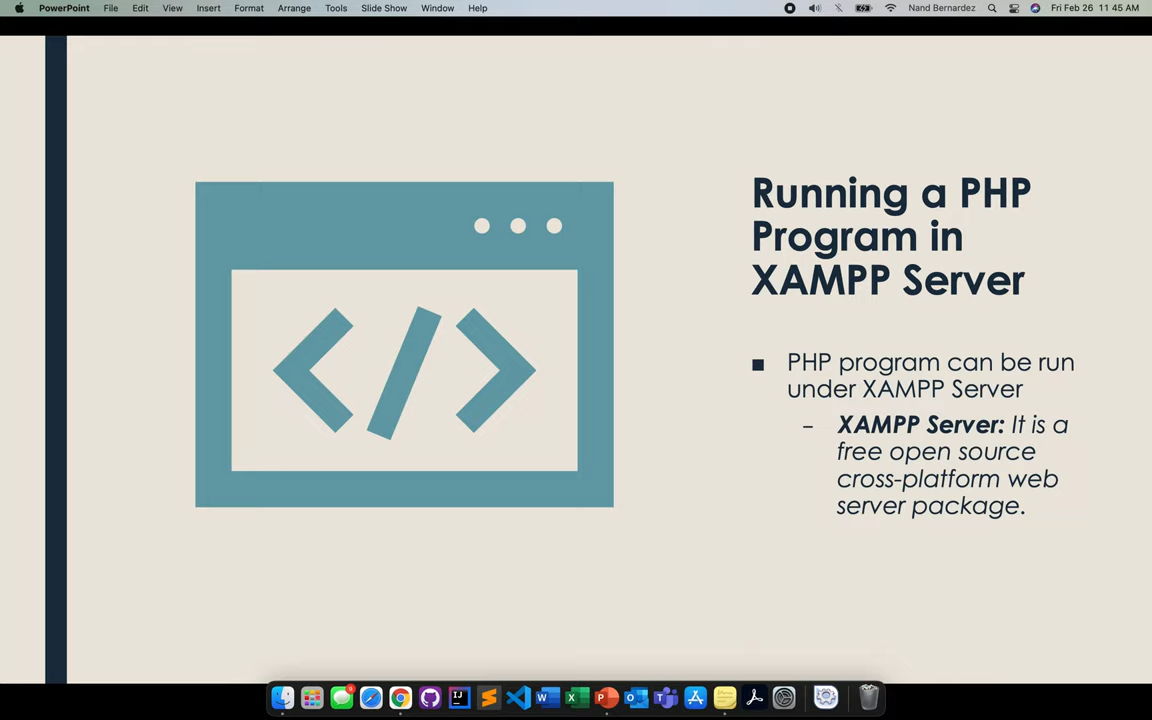 PowerPoint File Edit View Insert Format Arrange Tools Slide Show Window Help Nand Bernardez Fri Feb 26 11:45 AM
Running a PHP
Program in
XAMPP Server
■ PHP program can be run
under XAMPP Server
– XAMPP Server: It is a
free open source
cross-platform web
server package.